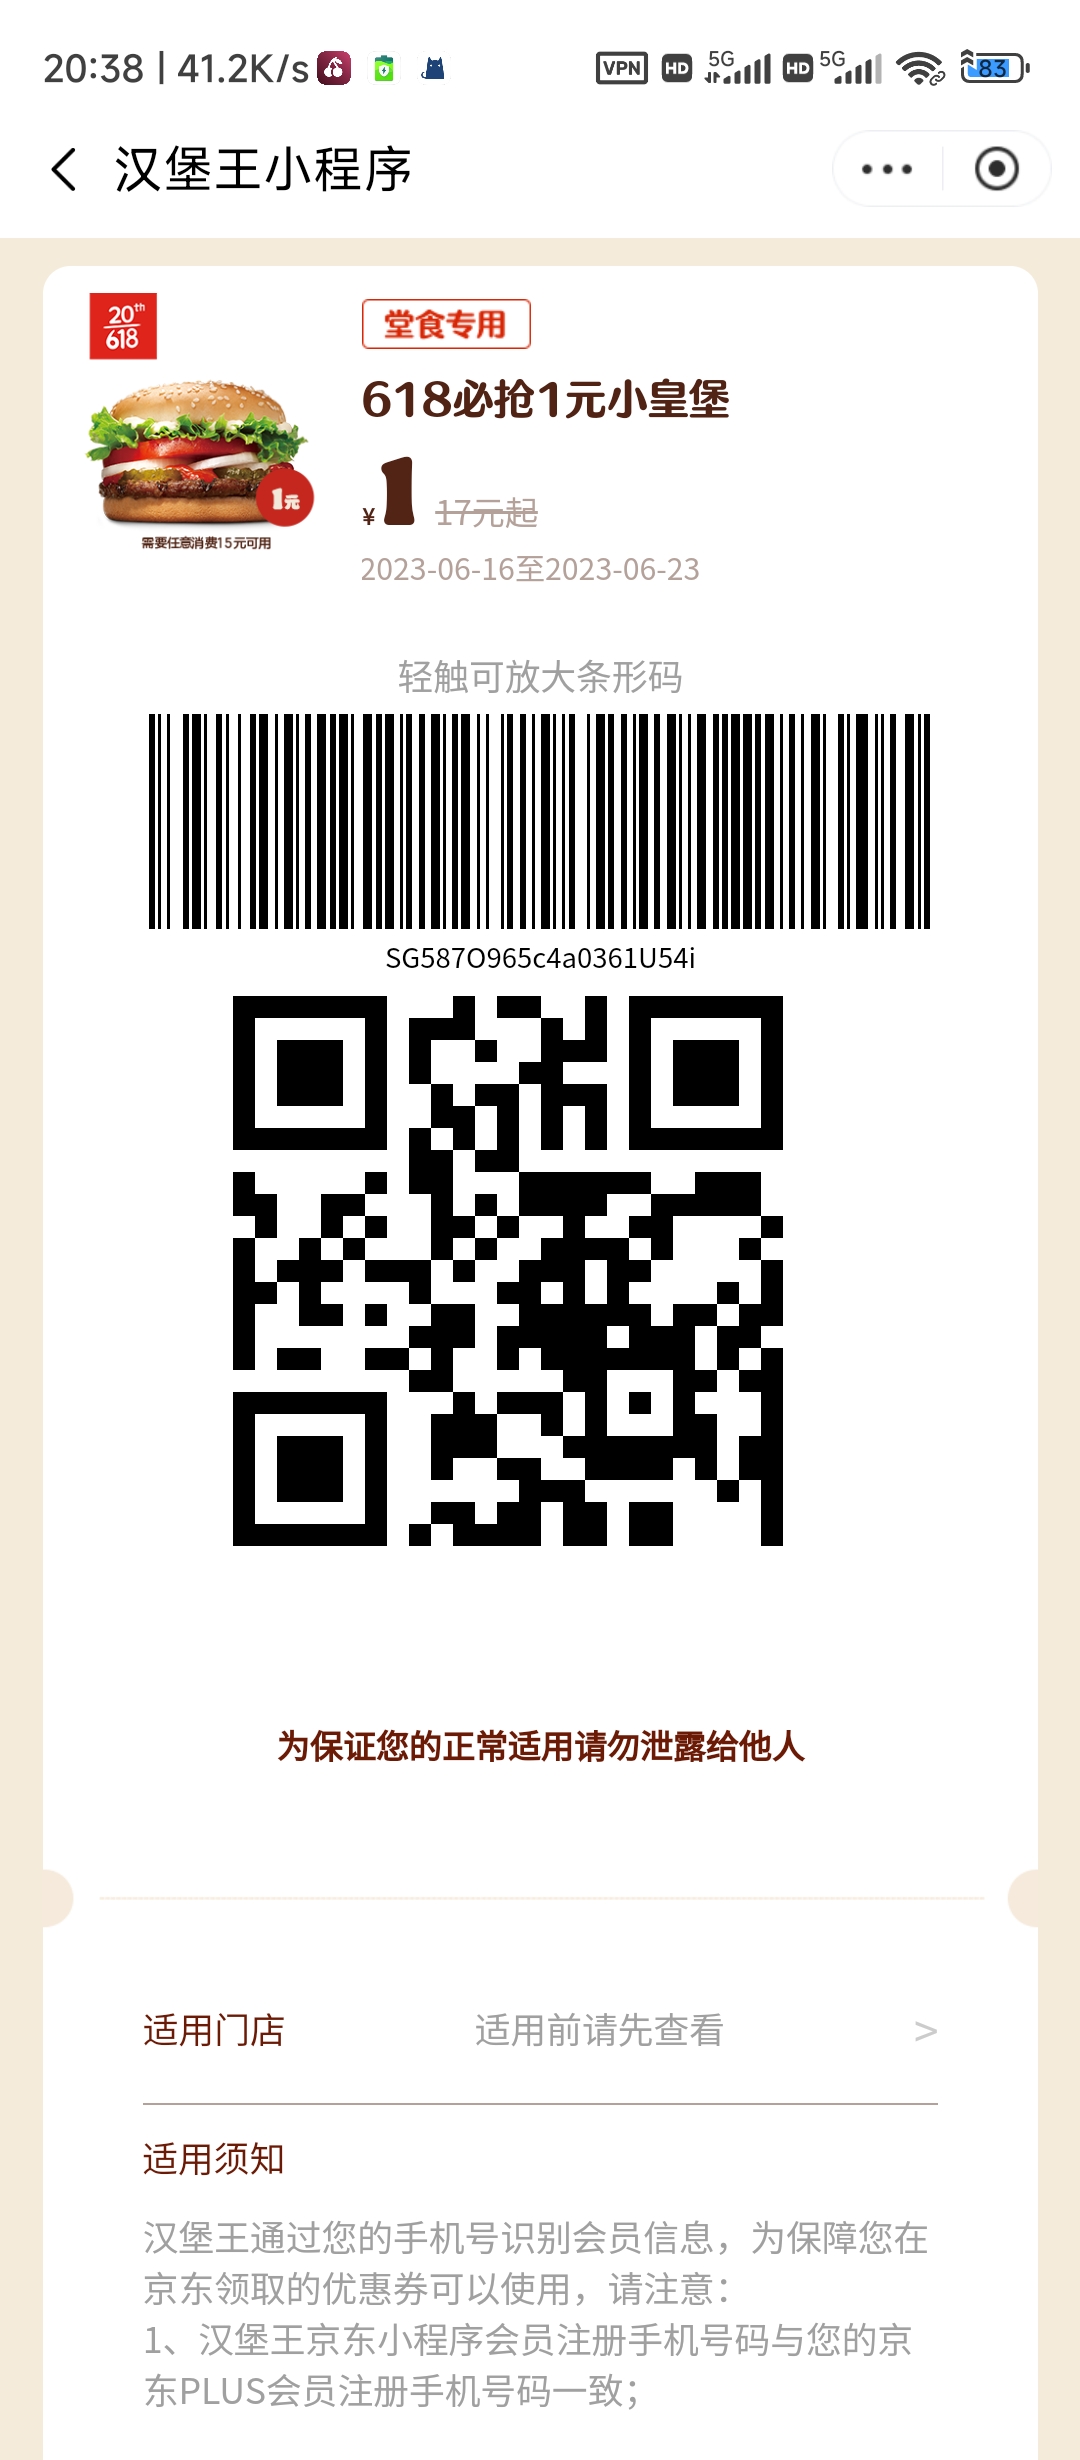 20:38 | 41.2K/s VPN HD 5G HD 5G 83
汉堡王小程序
20th
618
堂食专用
618必抢1元小皇堡
1元
¥1 17元起
需要任意消费15元可用
2023-06-16至2023-06-23
轻触可放大条形码
SG587O965c4a0361U54i
为保证您的正常适用请勿泄露给他人
适用门店 适用前请先查看 >
适用须知
汉堡王通过您的手机号识别会员信息，为保障您在
京东领取的优惠券可以使用，请注意：
1、汉堡王京东小程序会员注册手机号码与您的京
东PLUS会员注册手机号码一致；